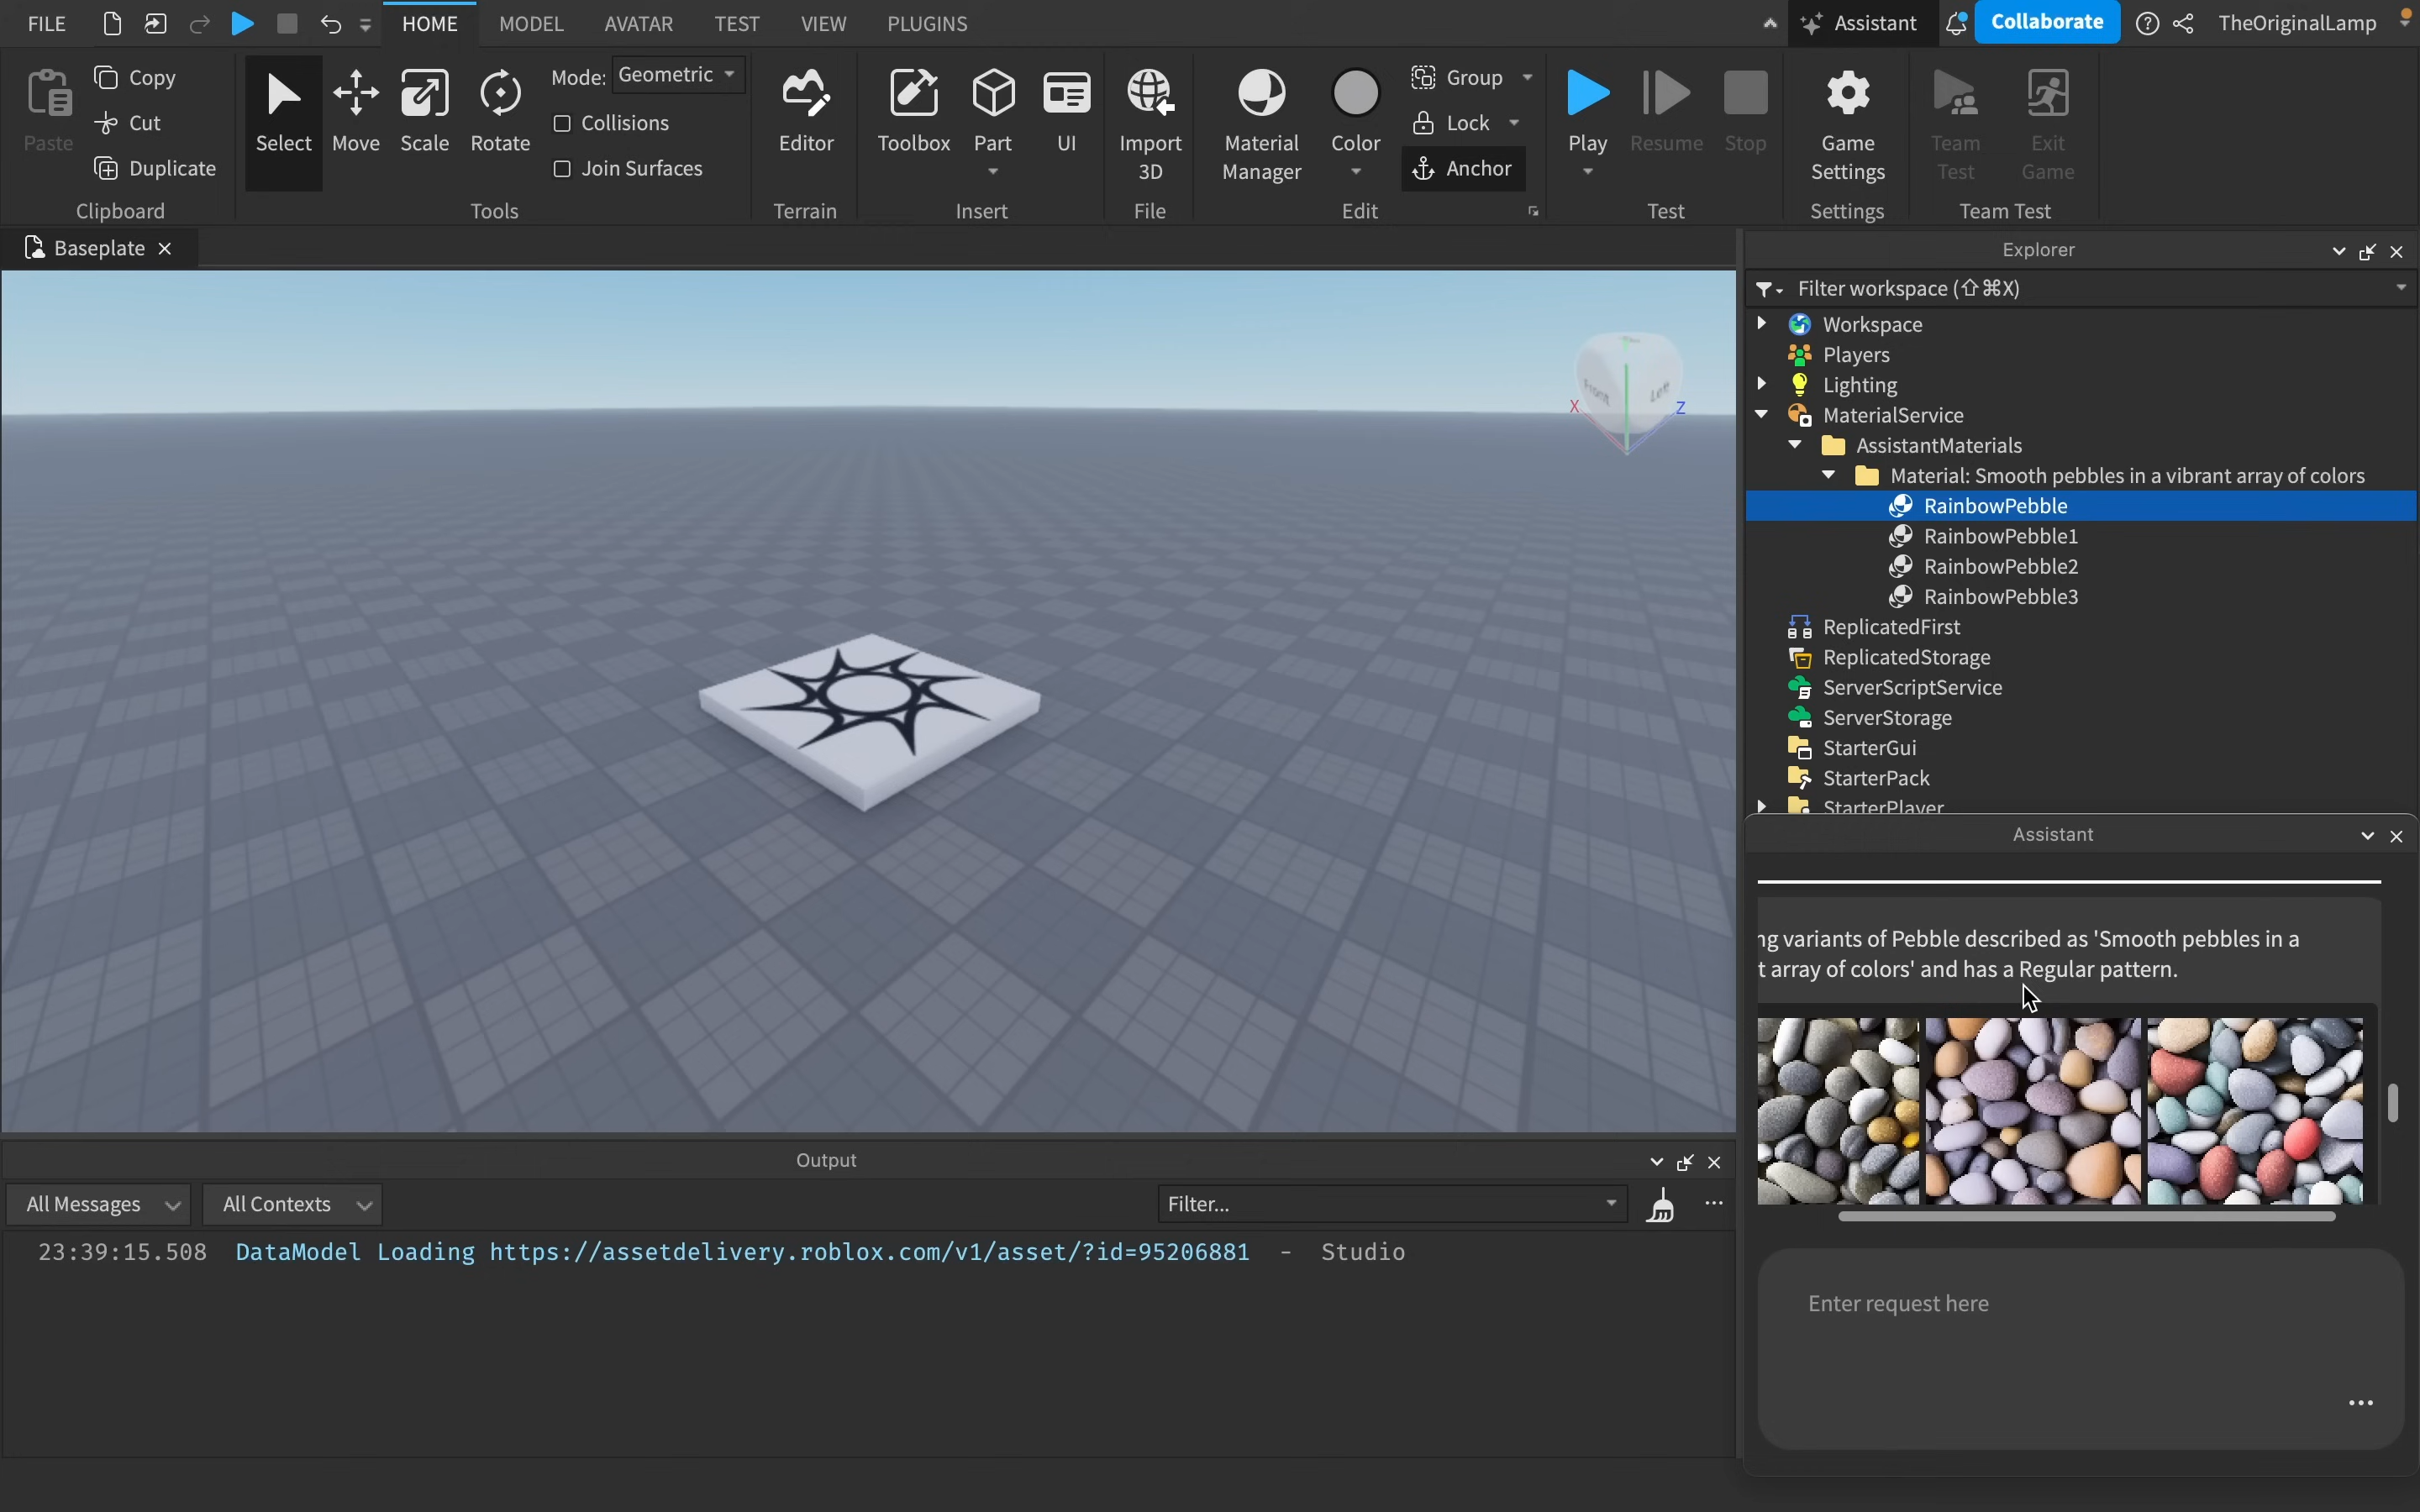 FILE
HOME
MODEL
AVATAR
TEST
VIEW
PLUGINS
Assistant
Collaborate
TheOriginalLamp
Paste
Copy
Cut
Duplicate
Clipboard
Select
Move
Scale
Rotate
Mode: Geometric
Collisions
Join Surfaces
Tools
Editor
Terrain
Toolbox
Part
UI
Insert
Import
3D
File
Material
Manager
Color
Group
Lock
Anchor
Edit
Play
Resume
Stop
Test
Game
Settings
Settings
Team
Test
Exit
Game
Team Test
Baseplate
Front
Left
X
Z
Explorer
Filter workspace (⇧⌘X)
Workspace
Players
Lighting
MaterialService
AssistantMaterials
Material: Smooth pebbles in a vibrant array of colors
RainbowPebble
RainbowPebble1
RainbowPebble2
RainbowPebble3
ReplicatedFirst
ReplicatedStorage
ServerScriptService
ServerStorage
StarterGui
StarterPack
StarterPlayer
Assistant
ng variants of Pebble described as 'Smooth pebbles in a
t array of colors' and has a Regular pattern.
Enter request here
Output
All Messages
All Contexts
Filter...
23:39:15.508 DataModel Loading https://assetdelivery.roblox.com/v1/asset/?id=95206881 - Studio